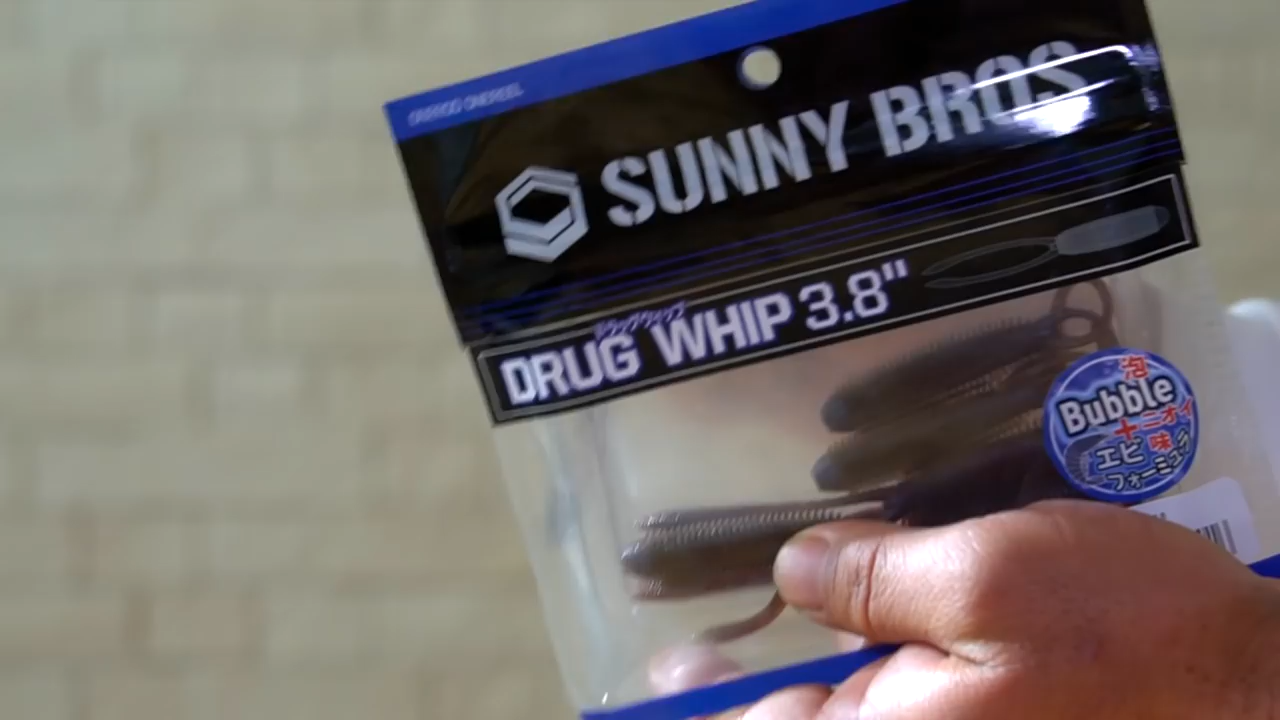 SUNNY BROS
ドラッグウィップ
DRUG WHIP 3.8"
泡
Bubble
+ニオイ
エビ味
フォーミュラ